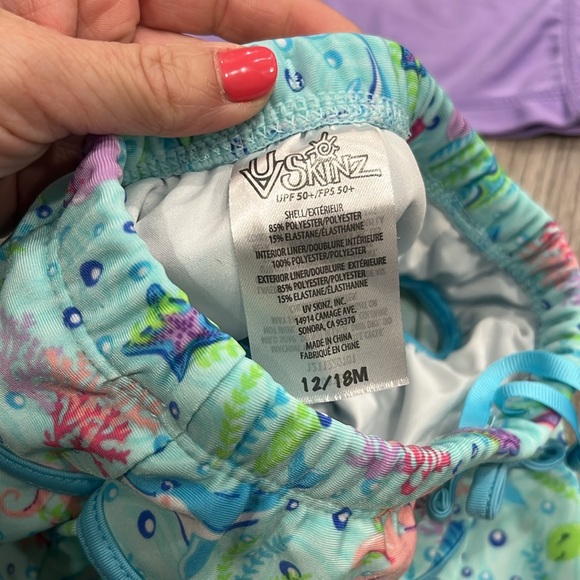 UV SKINZ
UPF 50+/FPS 50+
SHELL/EXTÉRIEUR
85% POLYESTER/POLYESTER
15% ELASTANE/ÉLASTHANNE
INTERIOR LINER/DOUBLURE INTÉRIEURE
100% POLYESTER/POLYESTER
EXTERIOR LINER/DOUBLURE EXTÉRIEURE
85% POLYESTER/POLYESTER
15% ELASTANE/ÉLASTHANNE
UV SKINZ, INC.
14914 CAMAGE AVE.
SONORA, CA 95370
MADE IN CHINA
FABRIQUÉ EN CHINE
12/18M